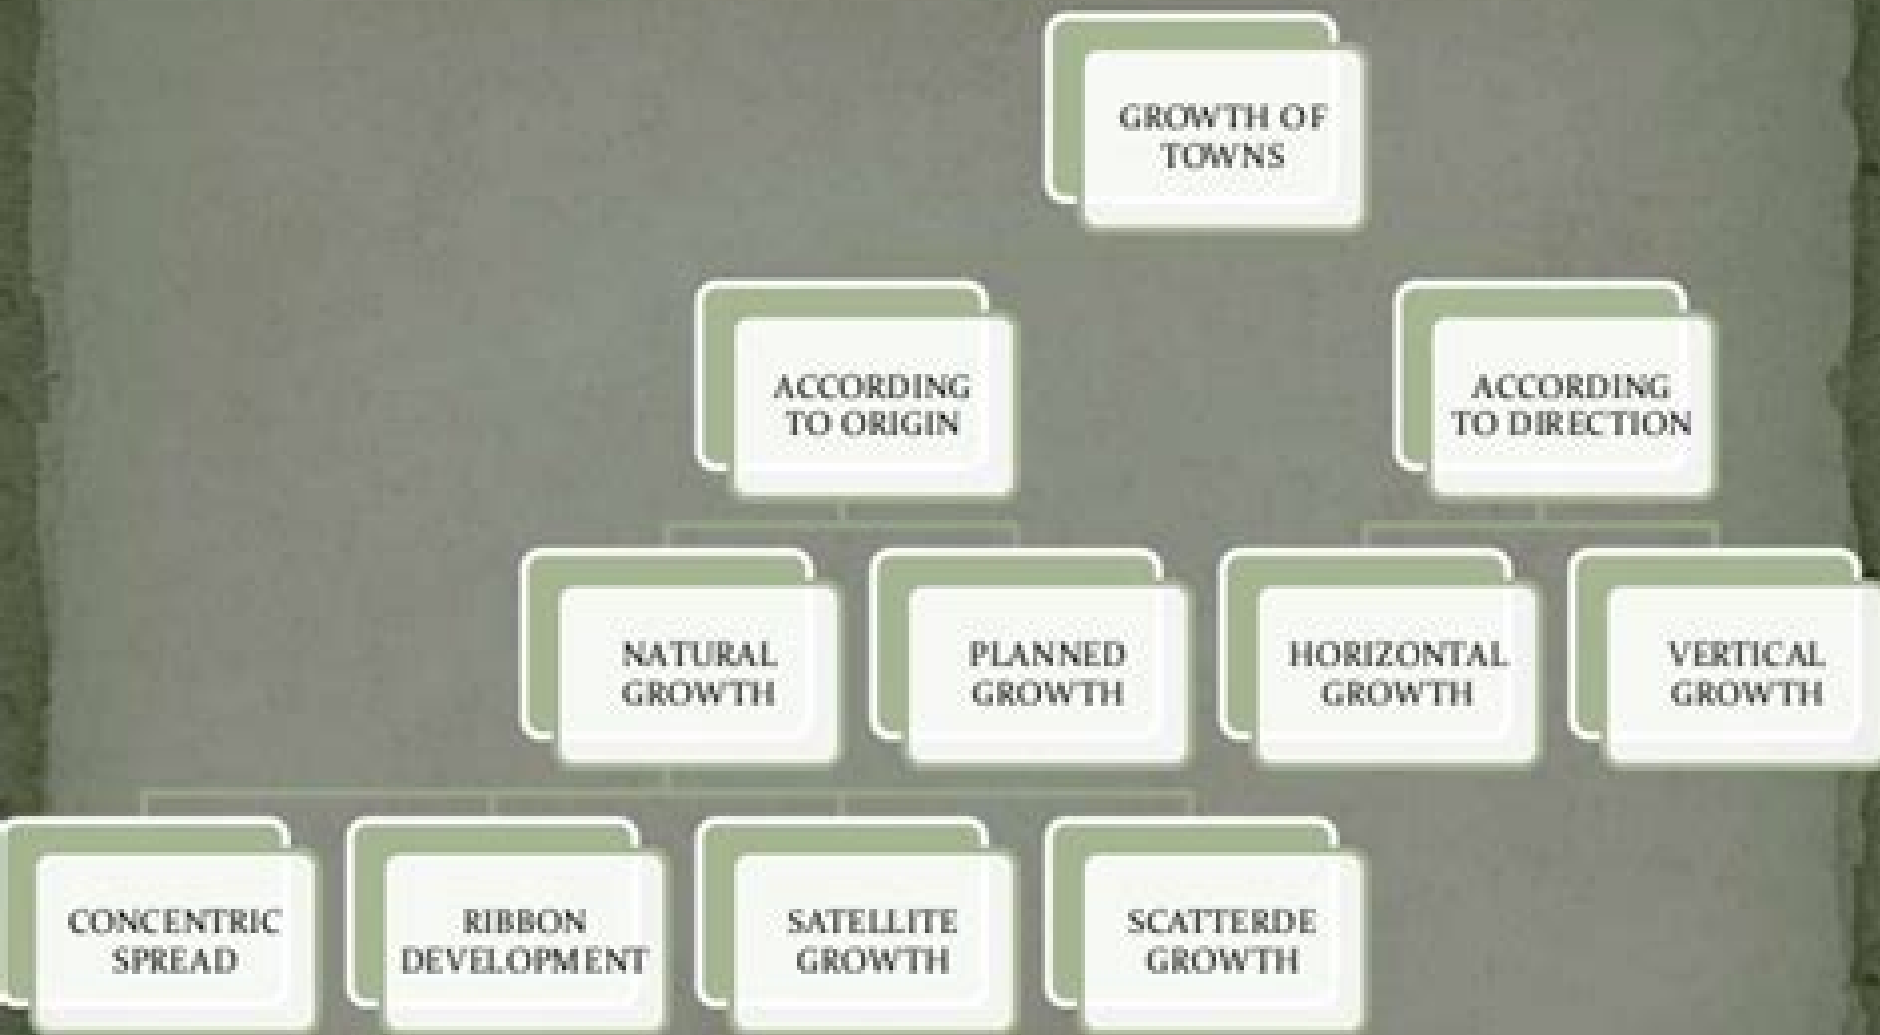 GROWTH OF
TOWNS
ACCORDING
TO ORIGIN
ACCORDING
TO DIRECTION
NATURAL
GROWTH
PLANNED
GROWTH
HORIZONTAL
GROWTH
VERTICAL
GROWTH
CONCENTRIC
SPREAD
RIBBON
DEVELOPMENT
SATELLITE
GROWTH
SCATTERDE
GROWTH